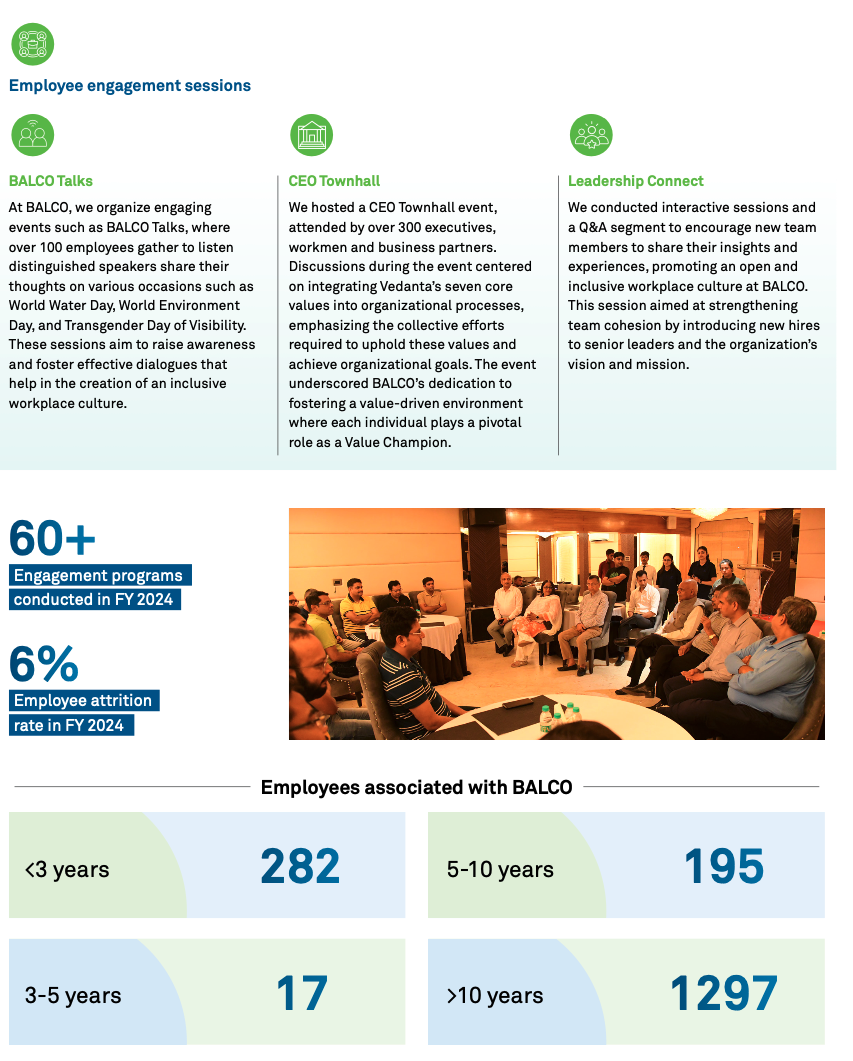 Employee engagement sessions
BALCO Talks
At BALCO, we organize engaging
events such as BALCO Talks, where
over 100 employees gather to listen
distinguished speakers share their
thoughts on various occasions such as
World Water Day, World Environment
Day, and Transgender Day of Visibility.
These sessions aim to raise awareness
and foster effective dialogues that
help in the creation of an inclusive
workplace culture.
CEO Townhall
We hosted a CEO Townhall event,
attended by over 300 executives,
workmen and business partners.
Discussions during the event centered
on integrating Vedanta’s seven core
values into organizational processes,
emphasizing the collective efforts
required to uphold these values and
achieve organizational goals. The event
underscored BALCO’s dedication to
fostering a value-driven environment
where each individual plays a pivotal
role as a Value Champion.
Leadership Connect
We conducted interactive sessions and
a Q&A segment to encourage new team
members to share their insights and
experiences, promoting an open and
inclusive workplace culture at BALCO.
This session aimed at strengthening
team cohesion by introducing new hires
to senior leaders and the organization’s
vision and mission.
60+
Engagement programs
conducted in FY 2024
6%
Employee attrition
rate in FY 2024
Employees associated with BALCO
<3 years
282
5-10 years
195
3-5 years
17
>10 years
1297